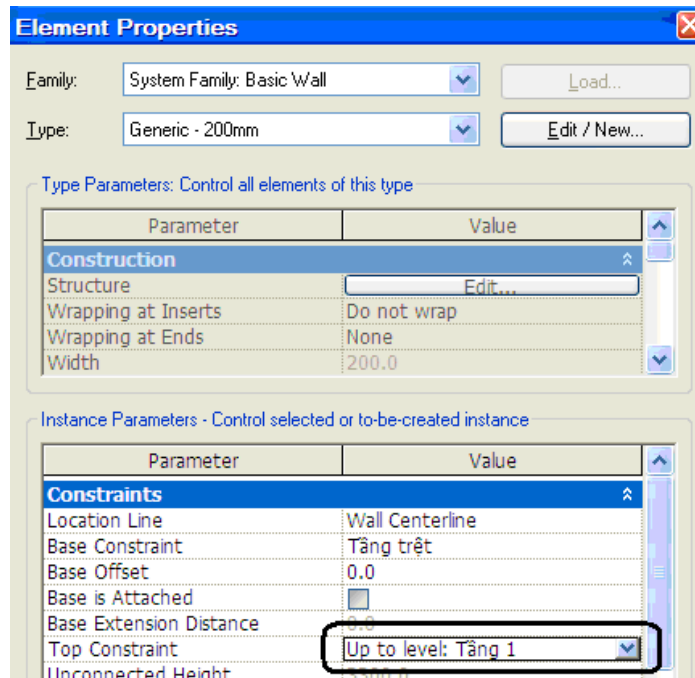 Element Properties
Family: System Family: Basic Wall Load...
Type: Generic - 200mm Edit / New...
Type Parameters: Control all elements of this type
Parameter Value
Construction
Structure Edit...
Wrapping at Inserts Do not wrap
Wrapping at Ends None
Width 200.0
Instance Parameters - Control selected or to-be-created instance
Parameter Value
Constraints
Location Line Wall Centerline
Base Constraint Tầng trệt
Base Offset 0.0
Base is Attached
Base Extension Distance 0.0
Top Constraint Up to level: Tầng 1
Unconnected Height 3300.0